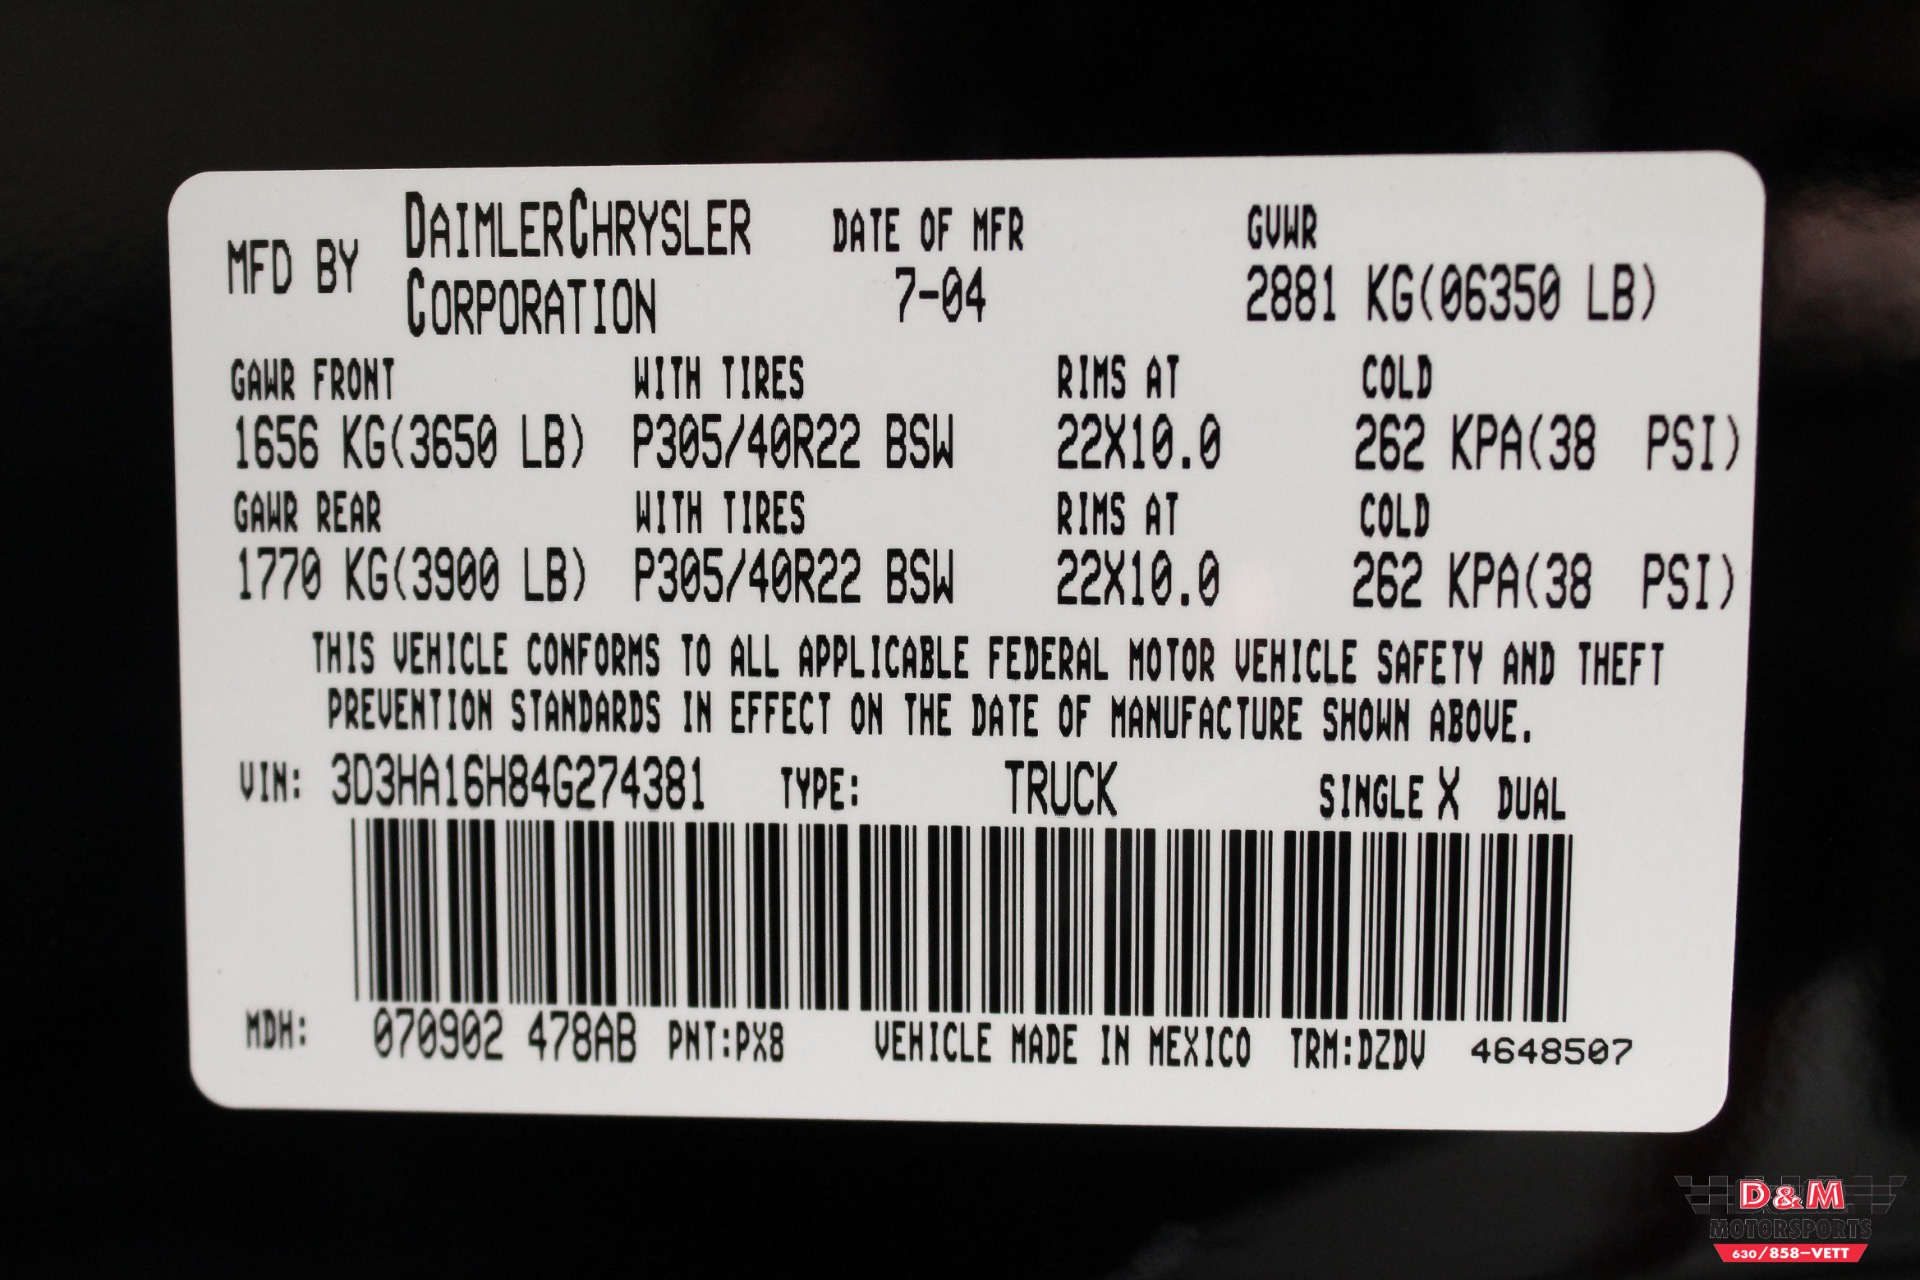 MFD BY DAIMLERCHRYSLER CORPORATION DATE OF MFR 7-04 GVWR 2881 KG(06350 LB)
GAWR FRONT WITH TIRES RIMS AT COLD
1656 KG(3650 LB) P305/40R22 BSW 22X10.0 262 KPA(38 PSI)
GAWR REAR WITH TIRES RIMS AT COLD
1770 KG(3900 LB) P305/40R22 BSW 22X10.0 262 KPA(38 PSI)
THIS VEHICLE CONFORMS TO ALL APPLICABLE FEDERAL MOTOR VEHICLE SAFETY AND THEFT
PREVENTION STANDARDS IN EFFECT ON THE DATE OF MANUFACTURE SHOWN ABOVE.
VIN: 3D3HA16H84G274381 TYPE: TRUCK SINGLE X DUAL
MDH: 070902 478AB PNT:PX8 VEHICLE MADE IN MEXICO TRM:DZDV 4648507
D&M
MOTORSPORTS
630/858-VETT